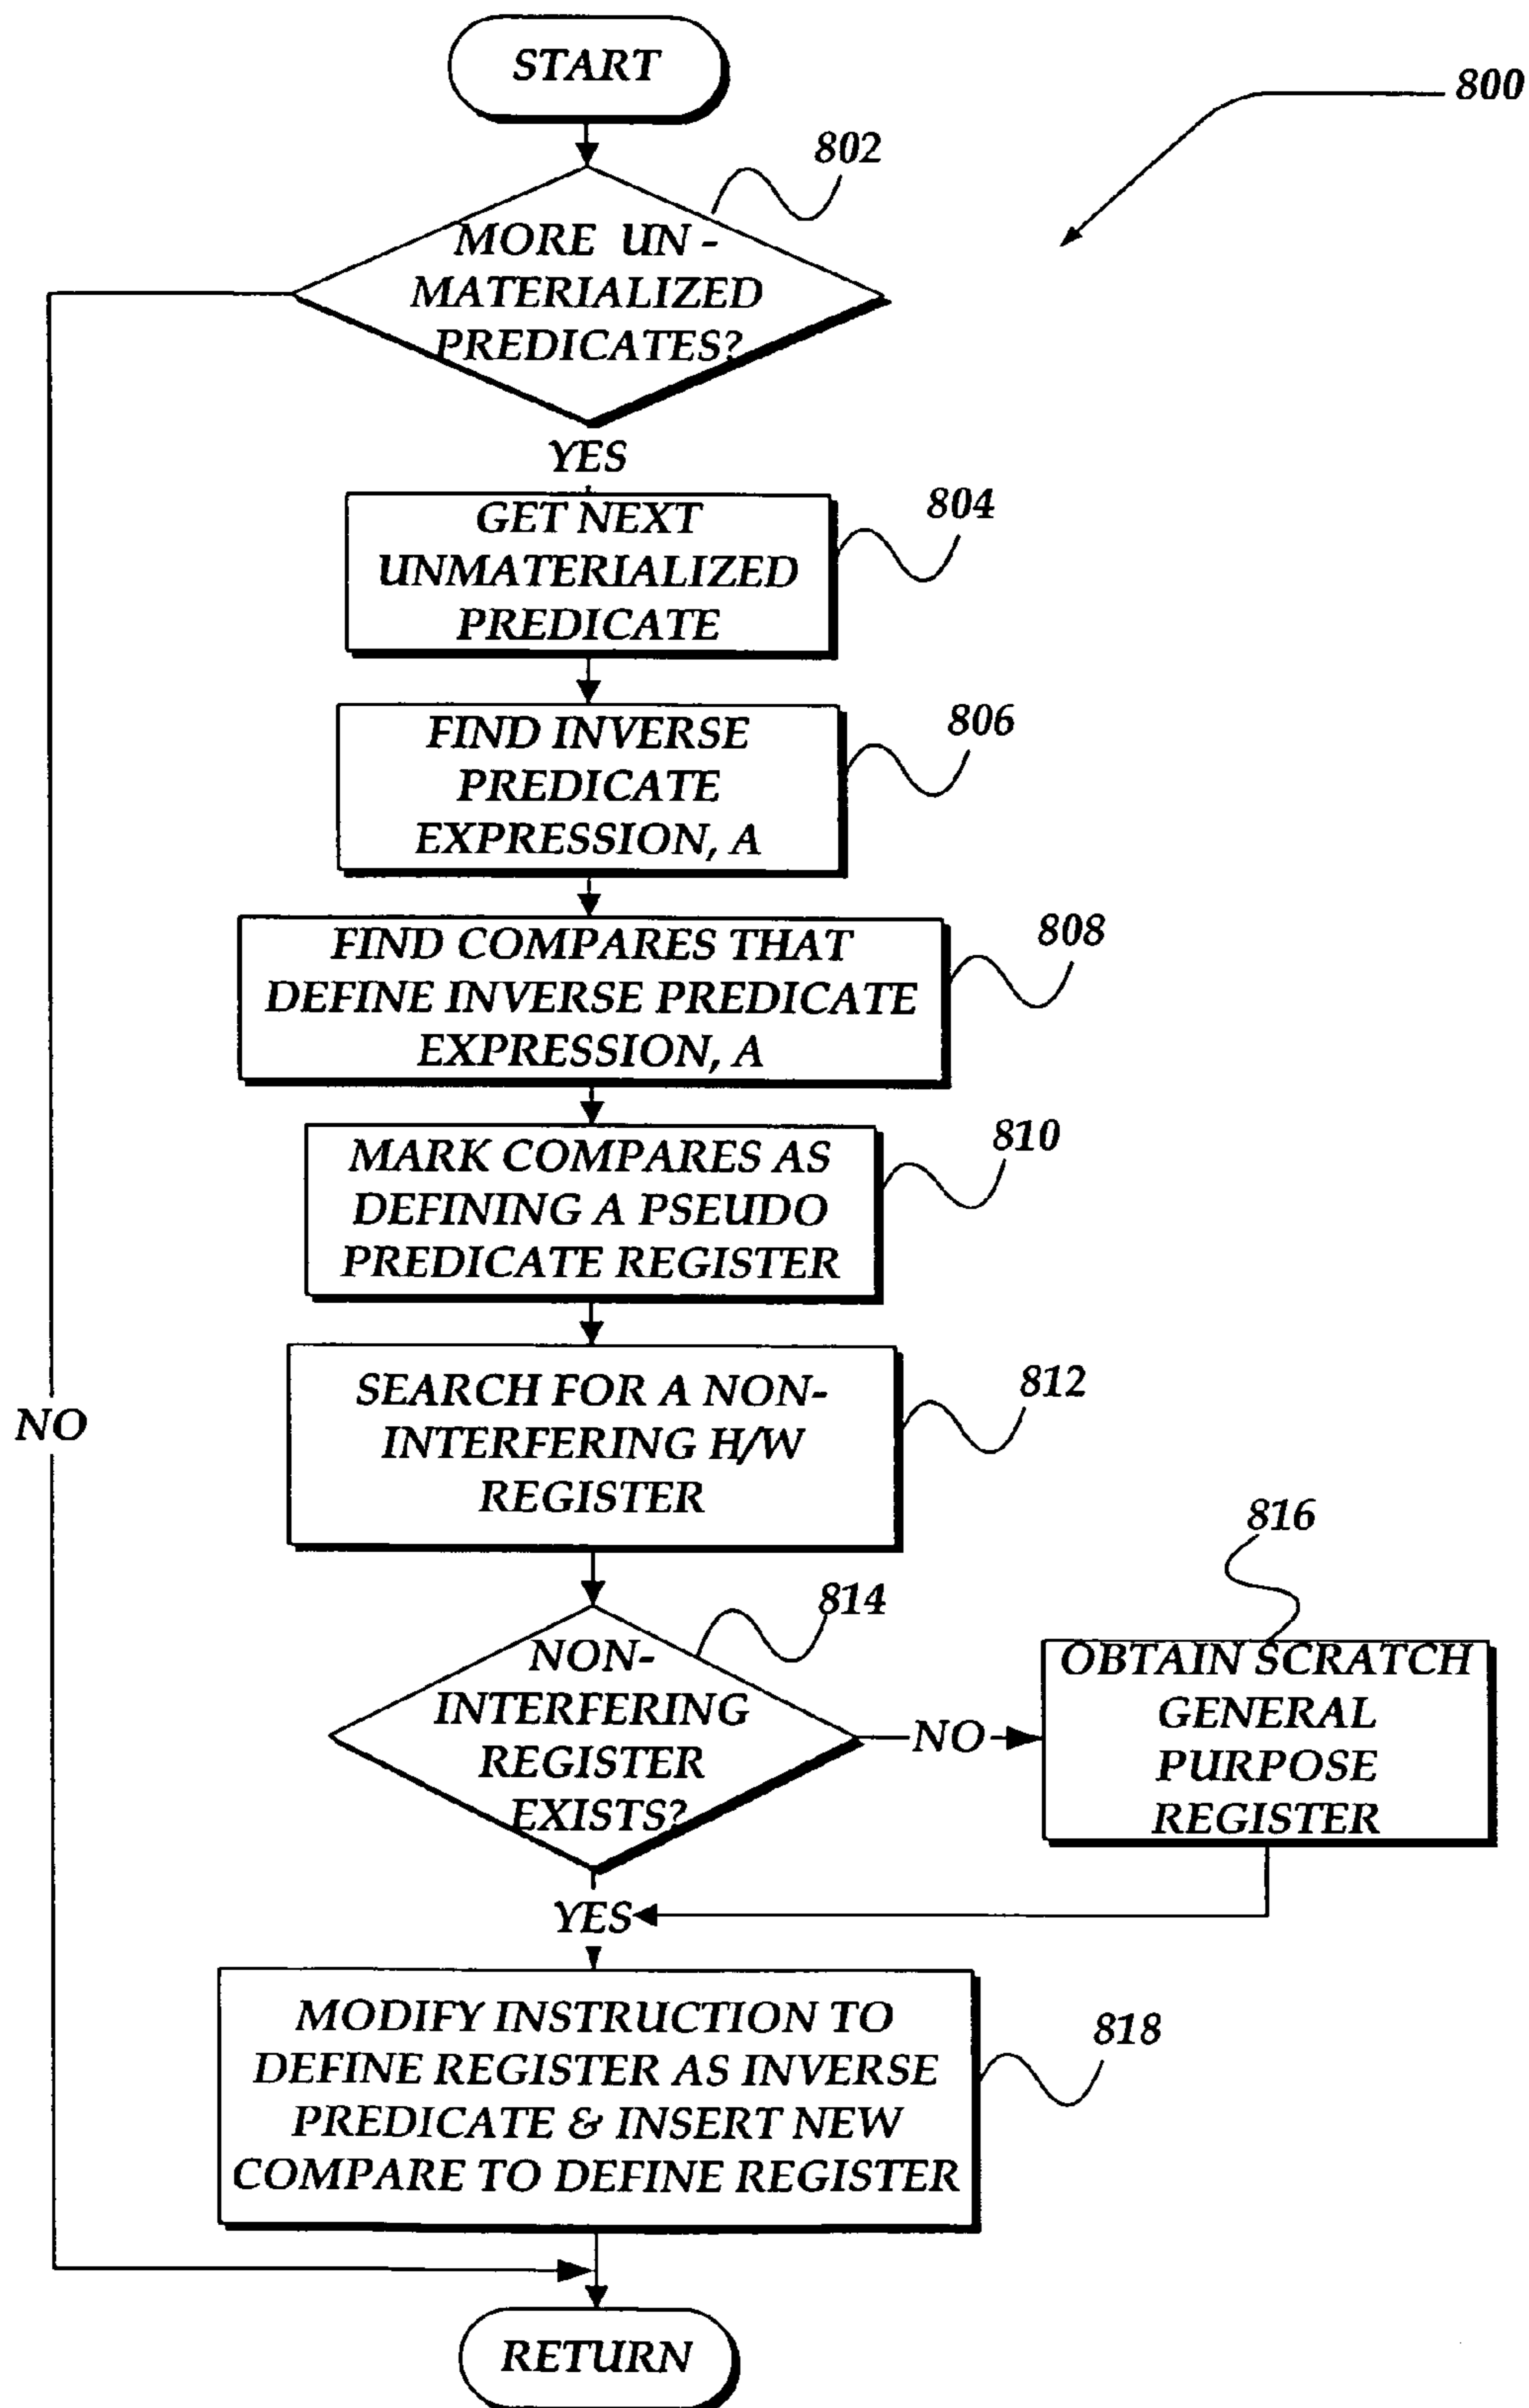 START
800
802
MORE UN-
MATERIALIZED
PREDICATES?
YES
GET NEXT
UNMATERIALIZED
PREDICATE
804
FIND INVERSE
PREDICATE
EXPRESSION, A
806
FIND COMPARES THAT
DEFINE INVERSE PREDICATE
EXPRESSION, A
808
MARK COMPARES AS
DEFINING A PSEUDO
PREDICATE REGISTER
810
SEARCH FOR A NON-
INTERFERING H/W
REGISTER
812
NO
814
NON-
INTERFERING
REGISTER
EXISTS?
NO
816
OBTAIN SCRATCH
GENERAL
PURPOSE
REGISTER
YES
MODIFY INSTRUCTION TO
DEFINE REGISTER AS INVERSE
PREDICATE & INSERT NEW
COMPARE TO DEFINE REGISTER
818
RETURN